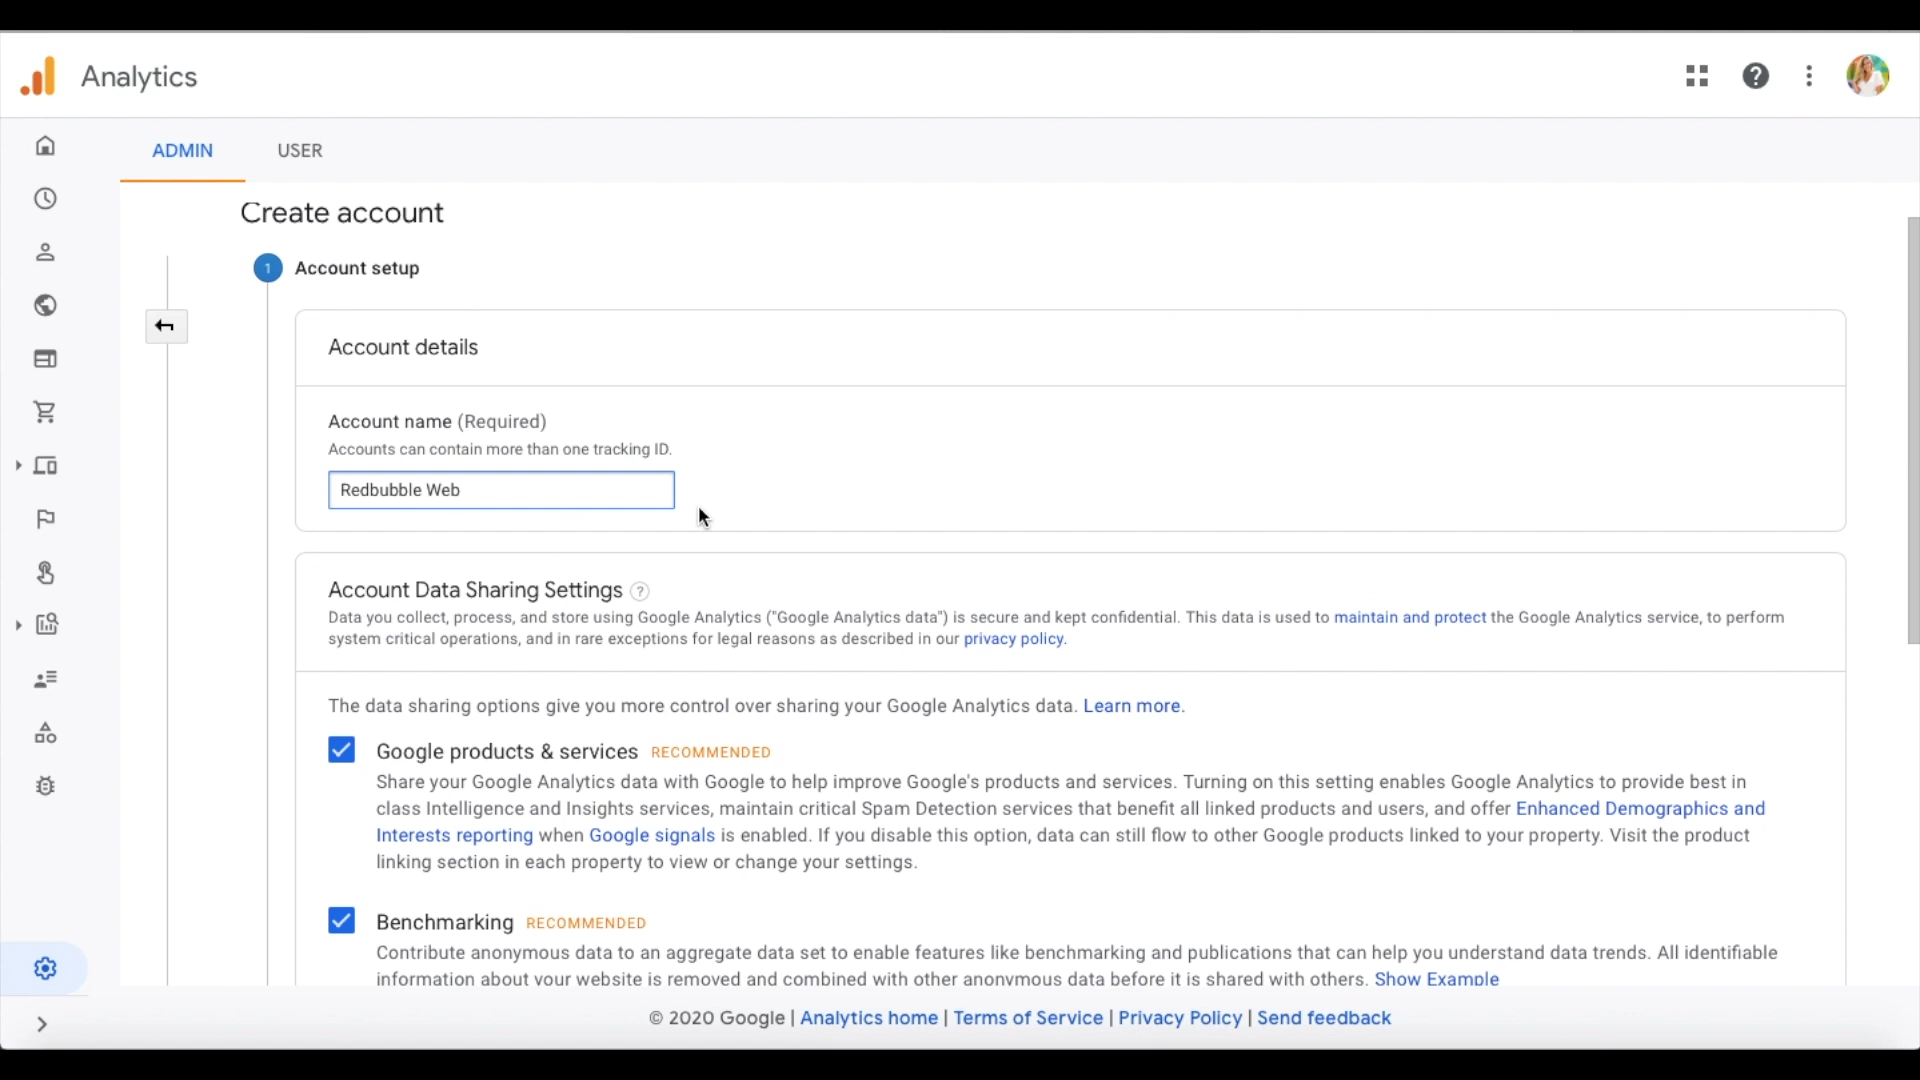 Analytics
ADMIN
USER
Create account
1
Account setup
Account details
Account name (Required)
Accounts can contain more than one tracking ID.
Redbubble Web
Account Data Sharing Settings ?
Data you collect, process, and store using Google Analytics ("Google Analytics data") is secure and kept confidential. This data is used to maintain and protect the Google Analytics service, to perform
system critical operations, and in rare exceptions for legal reasons as described in our privacy policy.
The data sharing options give you more control over sharing your Google Analytics data. Learn more.
Google products & services RECOMMENDED
Share your Google Analytics data with Google to help improve Google's products and services. Turning on this setting enables Google Analytics to provide best in
class Intelligence and Insights services, maintain critical Spam Detection services that benefit all linked products and users, and offer Enhanced Demographics and
Interests reporting when Google signals is enabled. If you disable this option, data can still flow to other Google products linked to your property. Visit the product
linking section in each property to view or change your settings.
Benchmarking RECOMMENDED
Contribute anonymous data to an aggregate data set to enable features like benchmarking and publications that can help you understand data trends. All identifiable
information about your website is removed and combined with other anonymous data before it is shared with others. Show Example
© 2020 Google | Analytics home | Terms of Service | Privacy Policy | Send feedback